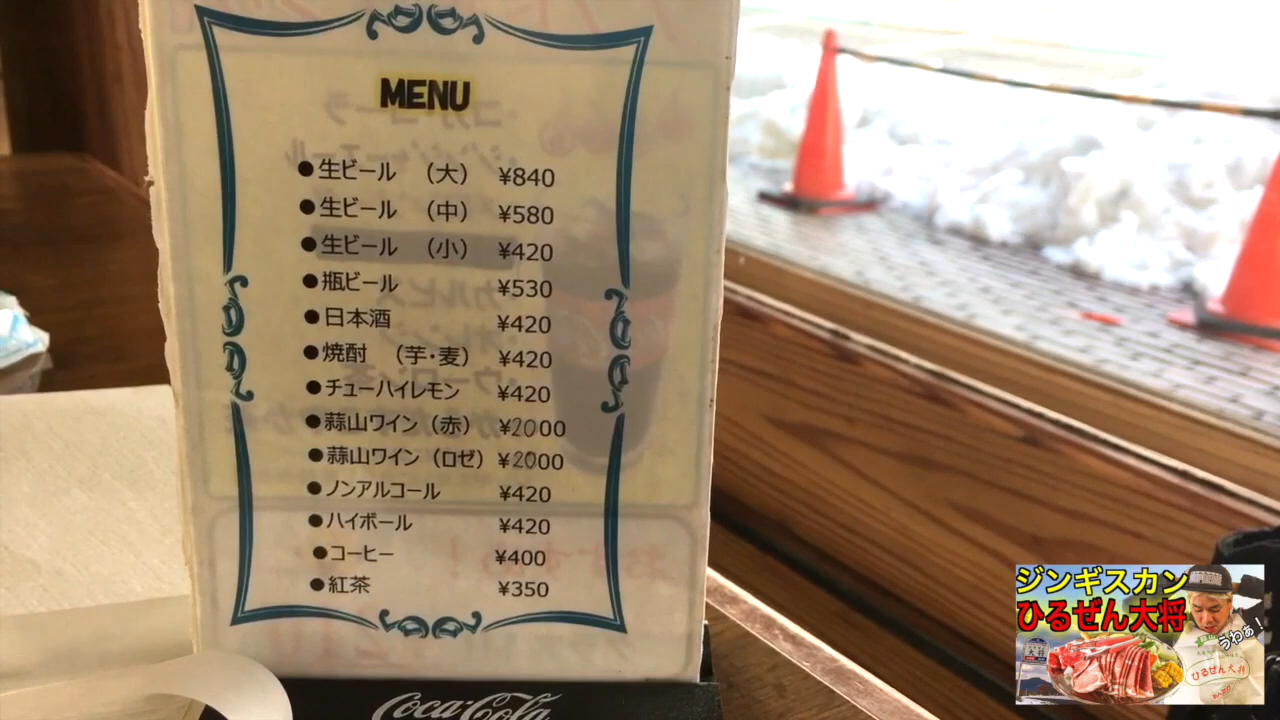 MENU
●生ビール （大） ¥840
●生ビール （中） ¥580
●生ビール （小） ¥420
●瓶ビール ¥530
●日本酒 ¥420
●焼酎 （芋・麦） ¥420
●チューハイレモン ¥420
●蒜山ワイン（赤） ¥2000
●蒜山ワイン（ロゼ） ¥2000
●ノンアルコール ¥420
●ハイボール ¥420
●コーヒー ¥400
●紅茶 ¥350
Coca-Cola
ジンギスカン
ひるぜん大将
うわぁ！
ひるぜん大将